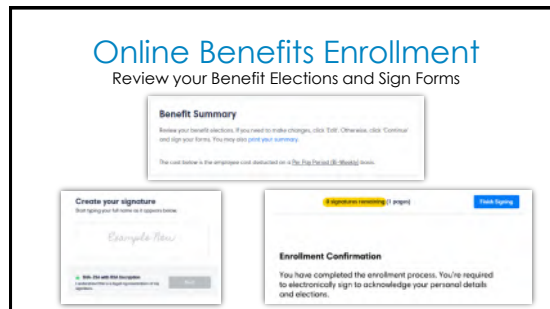 Online Benefits Enrollment
Review your Benefit Elections and Sign Forms
Benefit Summary
Review your benefit elections. If you need to make changes, click 'Edit'. Otherwise, click 'Continue'
and sign your forms. You may also print your summary.
The cost below is the employee cost deducted on a Per Pay Period (Bi-Weekly) basis.
Create your signature
Start typing your full name as it appears below.
Example Name
signatures remaining (1 pages)
Finish Signing
Enrollment Confirmation
You have completed the enrollment process. You're required
to electronically sign to acknowledge your personal details
and elections.